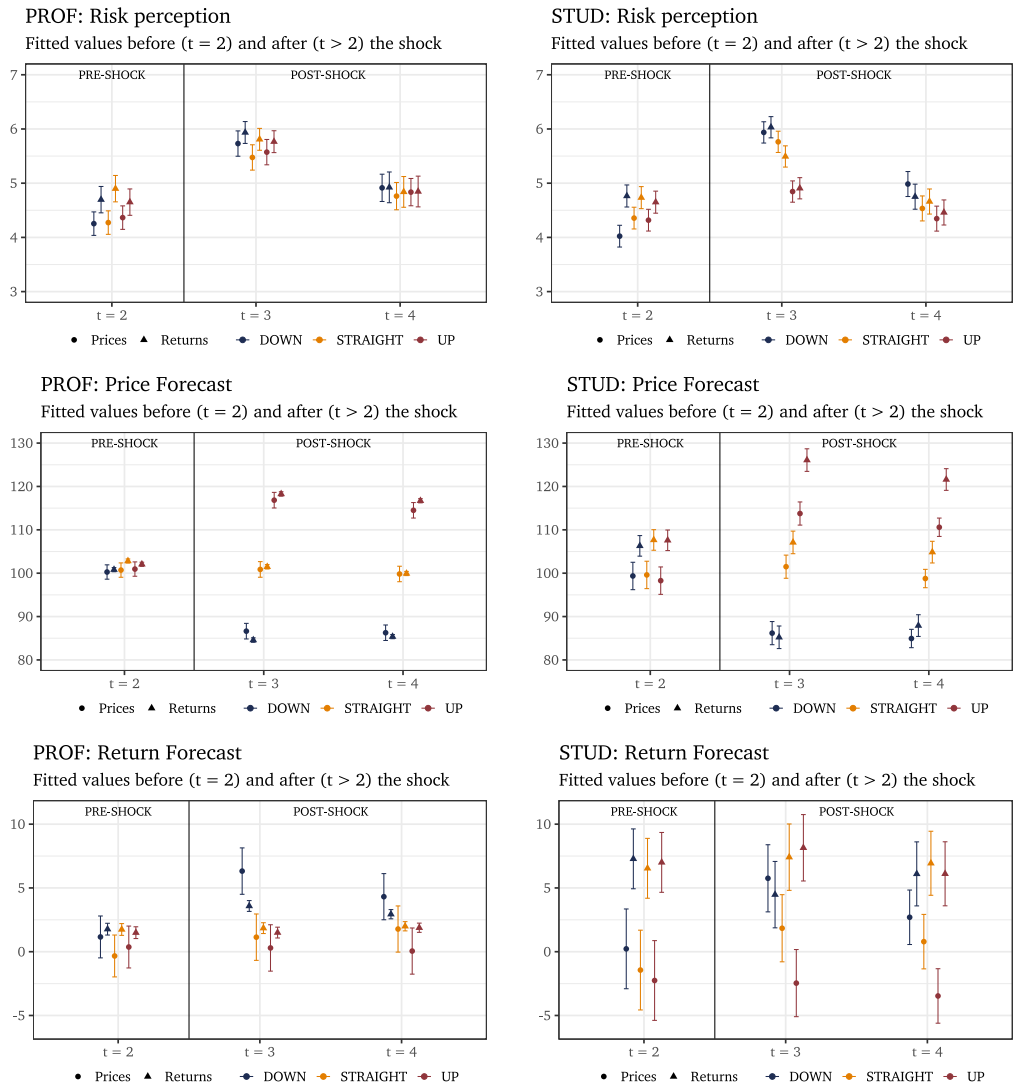 PROF: Risk perception
Fitted values before (t = 2) and after (t > 2) the shock
7
6
5
4
3
PRE-SHOCK
POST-SHOCK
t = 2
t = 3
t = 4
Prices Returns DOWN STRAIGHT UP
STUD: Risk perception
Fitted values before (t = 2) and after (t > 2) the shock
7
6
5
4
3
PRE-SHOCK
POST-SHOCK
t = 2
t = 3
t = 4
Prices Returns DOWN STRAIGHT UP
PROF: Price Forecast
Fitted values before (t = 2) and after (t > 2) the shock
130
120
110
100
90
80
PRE-SHOCK
POST-SHOCK
t = 2
t = 3
t = 4
Prices Returns DOWN STRAIGHT UP
STUD: Price Forecast
Fitted values before (t = 2) and after (t > 2) the shock
130
120
110
100
90
80
PRE-SHOCK
POST-SHOCK
t = 2
t = 3
t = 4
Prices Returns DOWN STRAIGHT UP
PROF: Return Forecast
Fitted values before (t = 2) and after (t > 2) the shock
10
5
0
-5
PRE-SHOCK
POST-SHOCK
t = 2
t = 3
t = 4
Prices Returns DOWN STRAIGHT UP
STUD: Return Forecast
Fitted values before (t = 2) and after (t > 2) the shock
10
5
0
-5
PRE-SHOCK
POST-SHOCK
t = 2
t = 3
t = 4
Prices Returns DOWN STRAIGHT UP